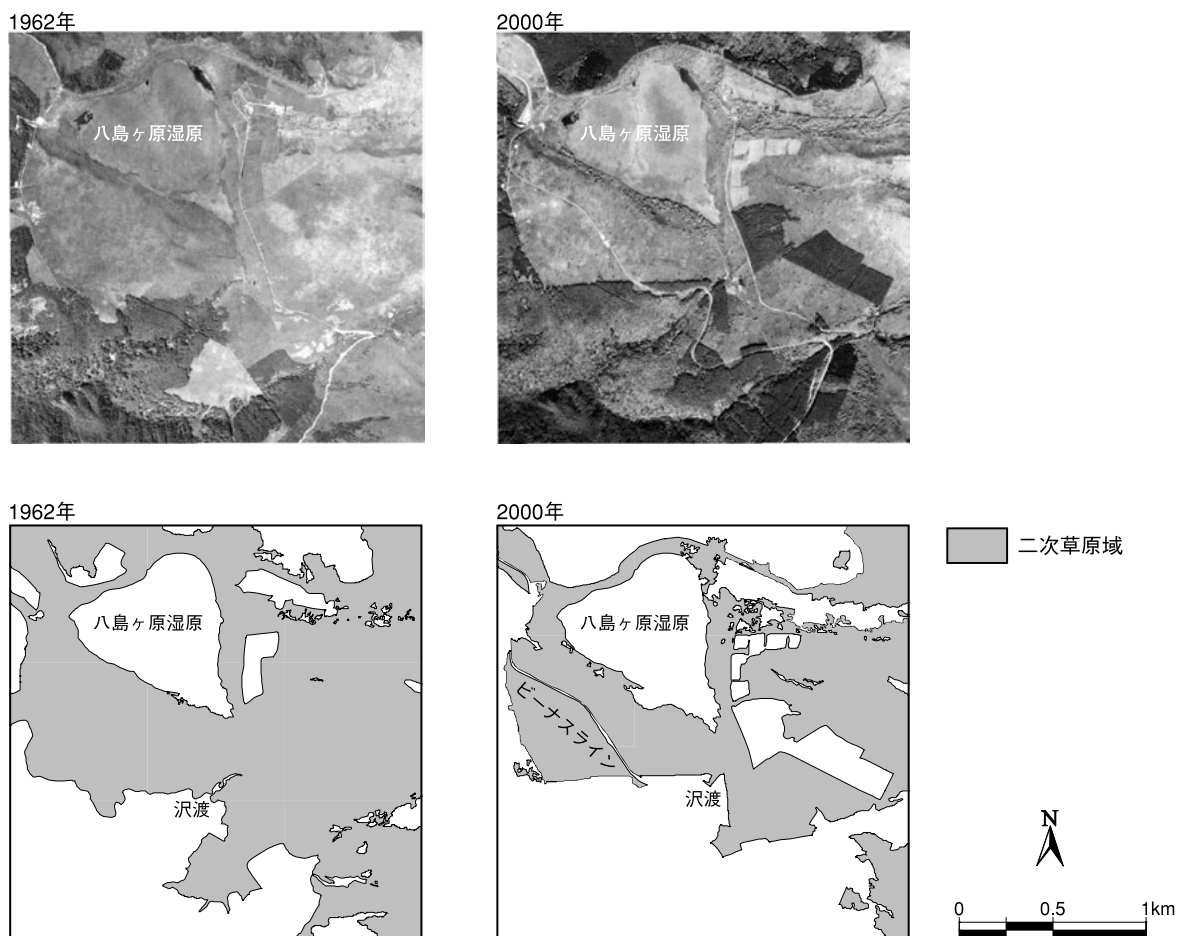 1962年
2000年
八島ヶ原湿原
八島ヶ原湿原
1962年
2000年
二次草原域
八島ヶ原湿原
八島ヶ原湿原
ビーナスライン
沢渡
沢渡
N
0 0.5 1km